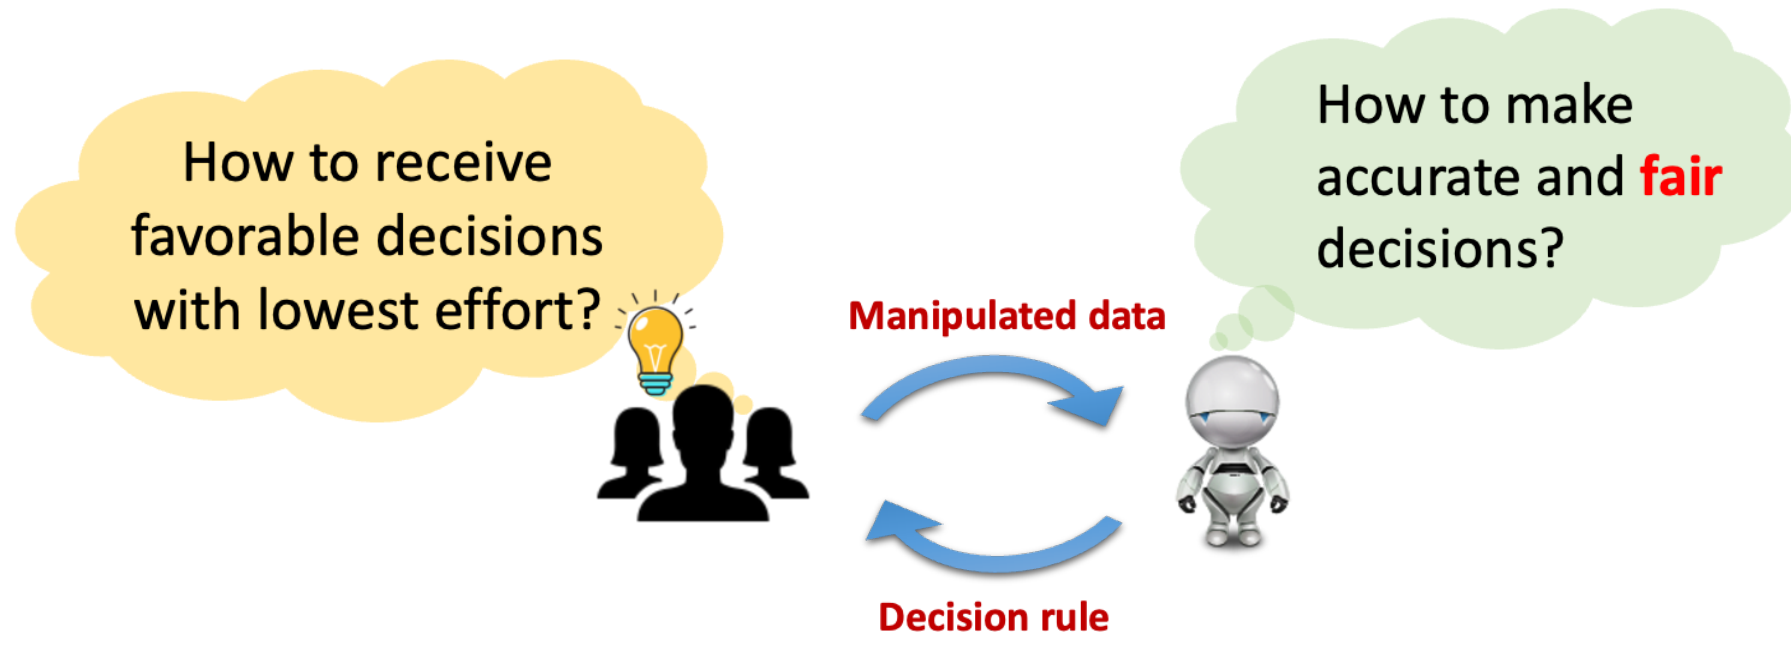 How to receive
favorable decisions
with lowest effort?
How to make
accurate and fair
decisions?
Manipulated data
Decision rule